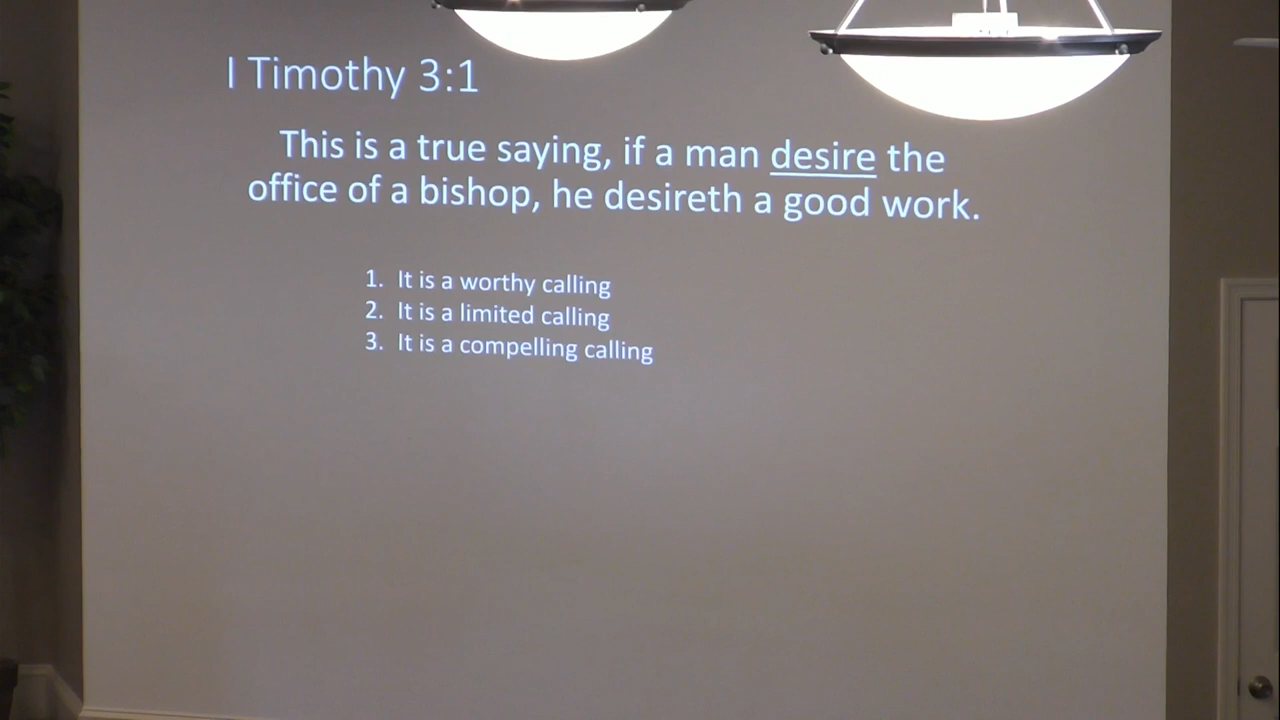 I Timothy 3:1
This is a true saying, if a man desire the
office of a bishop, he desireth a good work.
1. It is a worthy calling
2. It is a limited calling
3. It is a compelling calling